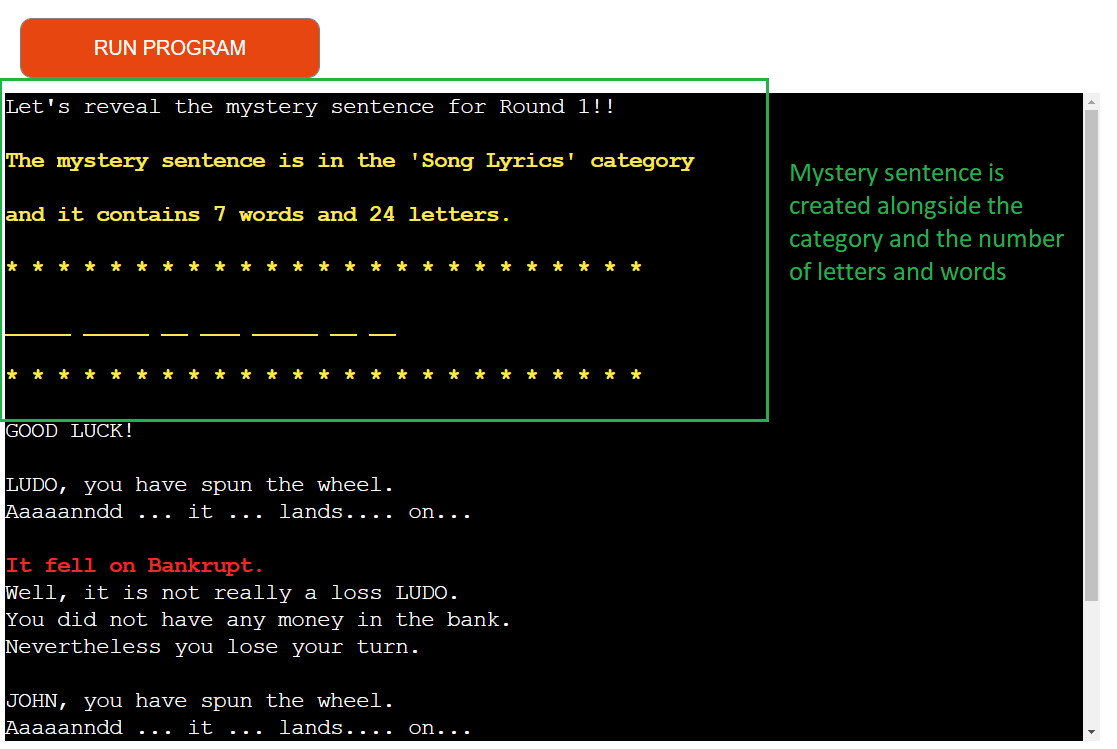 RUN PROGRAM
Let's reveal the mystery sentence for Round 1!!
The mystery sentence is in the 'Song Lyrics' category
and it contains 7 words and 24 letters.
* * * * * * * * * * * * * * * * * * * * * * * * *
_____ _____ __ ___ _____ __ __
* * * * * * * * * * * * * * * * * * * * * * * * *
Mystery sentence is
created alongside the
category and the number
of letters and words
GOOD LUCK!
LUDO, you have spun the wheel.
Aaaaanndd ... it ... lands.... on...
It fell on Bankrupt.
Well, it is not really a loss LUDO.
You did not have any money in the bank.
Nevertheless you lose your turn.
JOHN, you have spun the wheel.
Aaaaanndd ... it ... lands.... on...